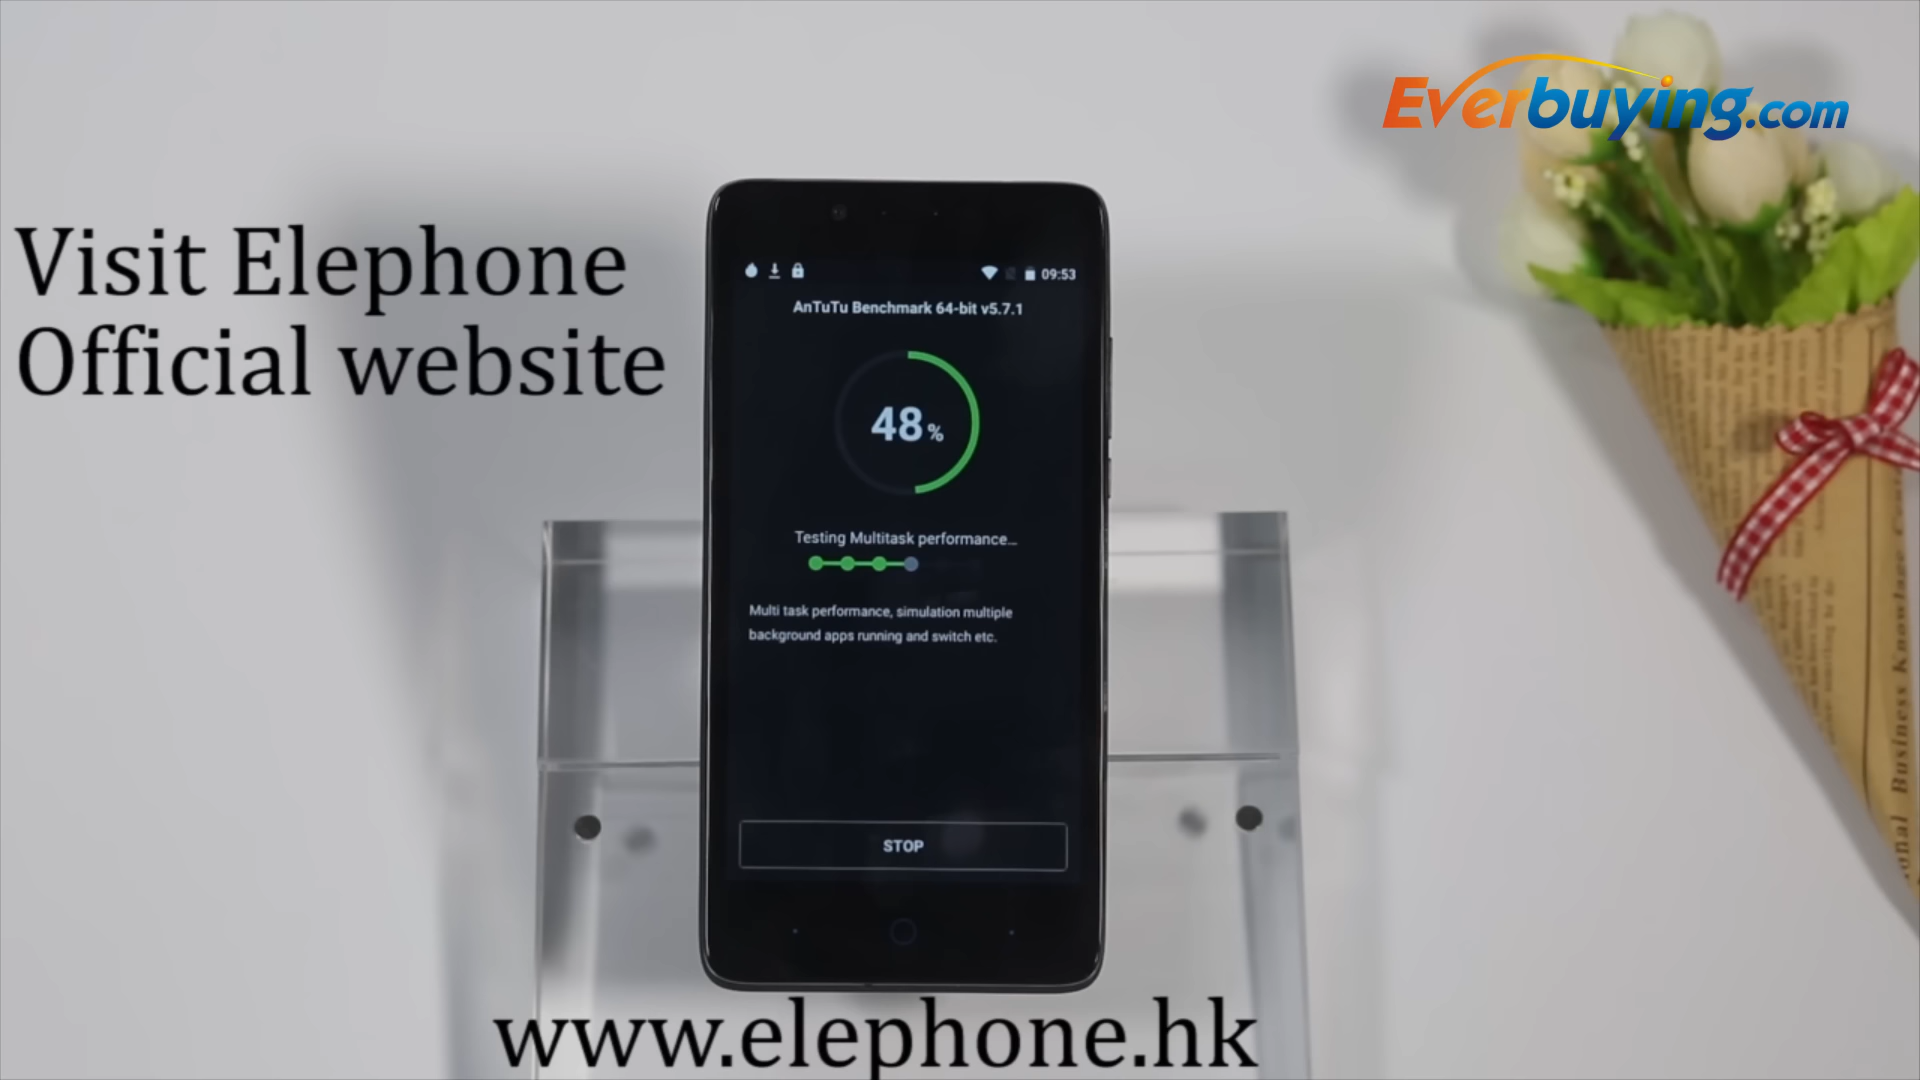 Everbuying.com
Visit Elephone
Official website
09:53
AnTuTu Benchmark 64-bit v5.7.1
48%
Testing Multitask performance...
Multi task performance, simulation multiple
background apps running and switch etc.
STOP
www.elephone.hk